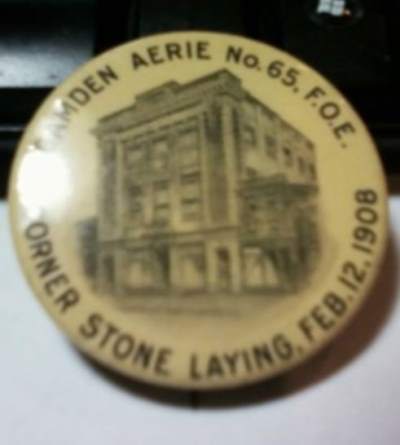 CAMDEN AERIE No. 65, F.O.E.
CORNER STONE LAYING, FEB. 12, 1908